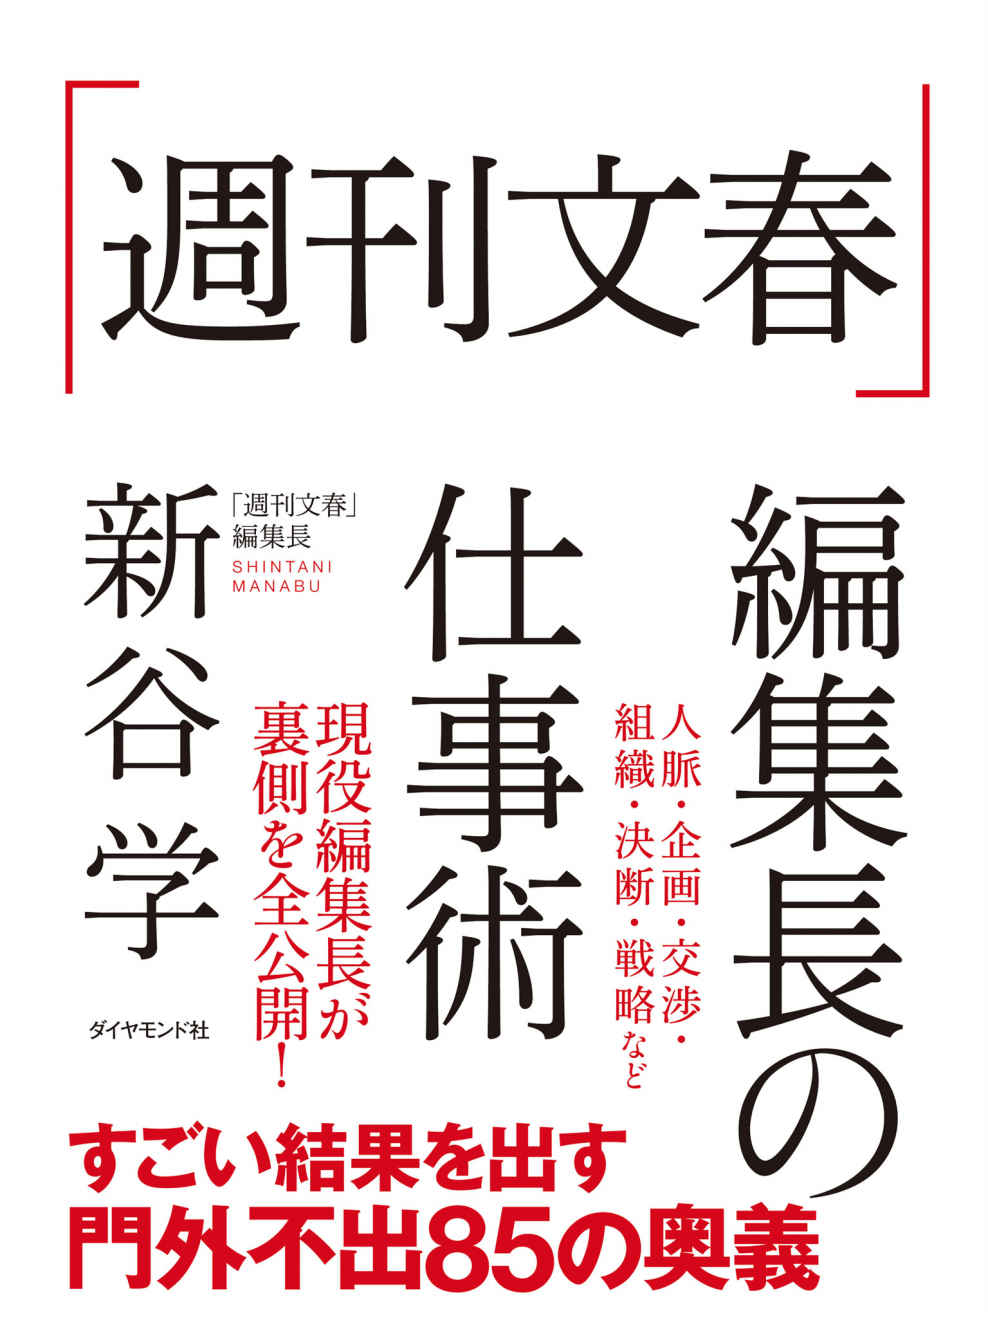 「週刊文春」
編集長の
仕事術
人脈・企画・交渉・
組織・決断・戦略など
現役編集長が
裏側を全公開!
「週刊文春」
編集長
SHINTANI
MANABU
新谷学
ダイヤモンド社
すごい結果を出す
門外不出85の奥義